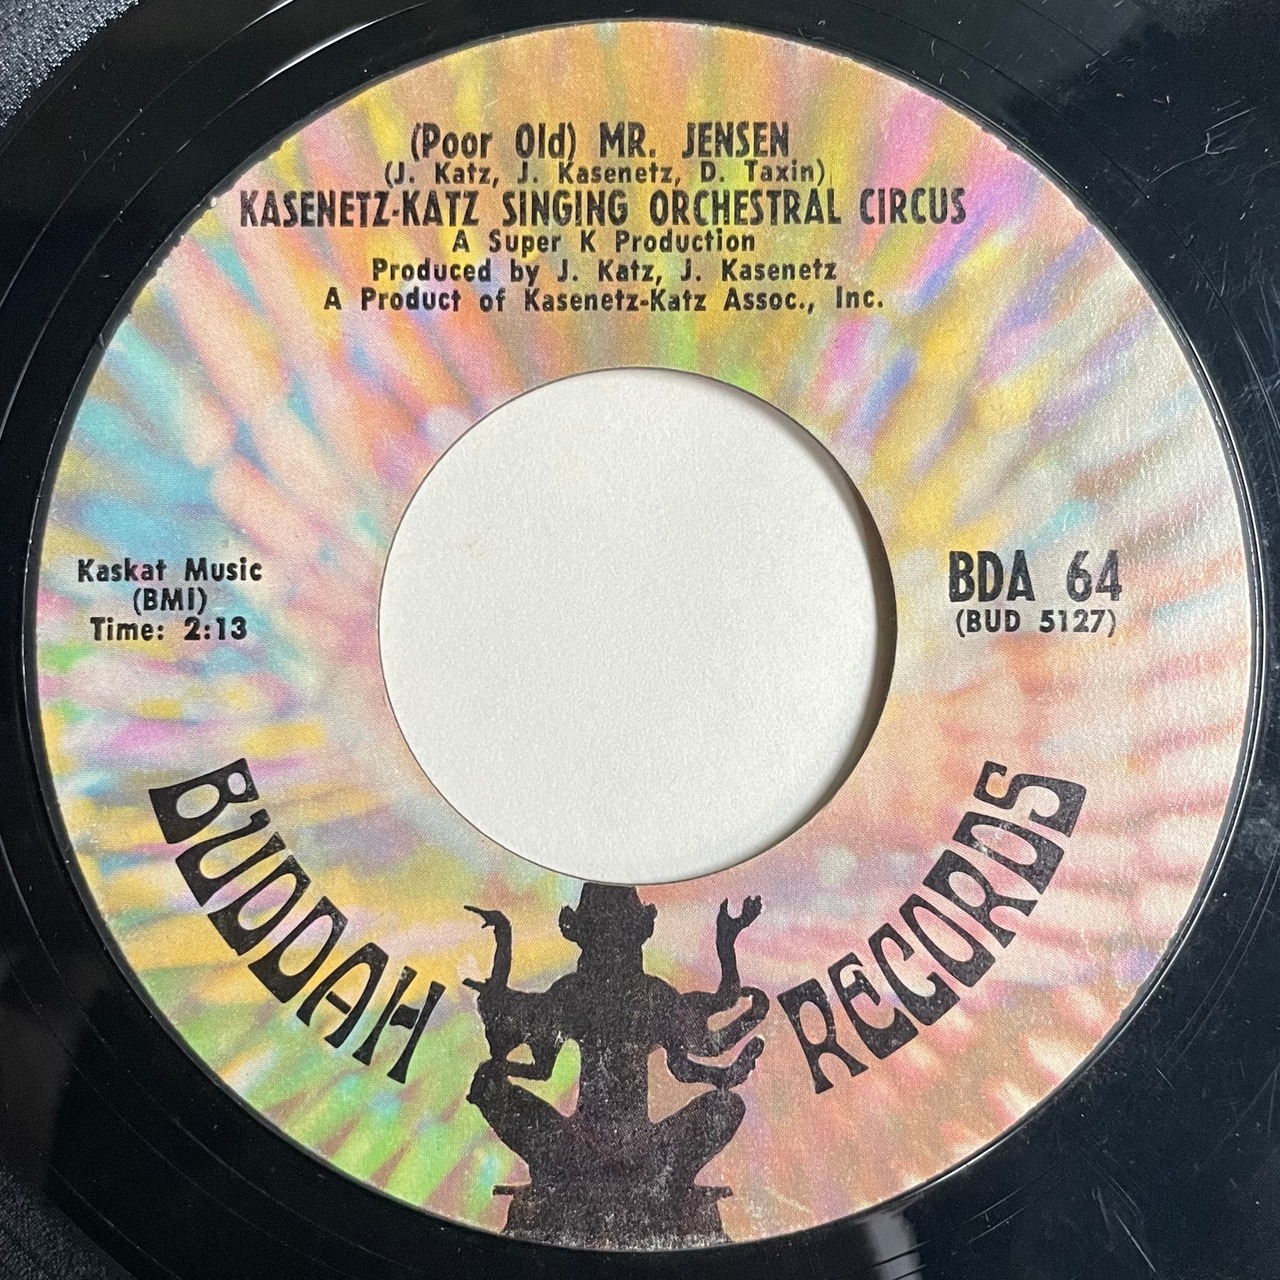 (Poor Old) MR. JENSEN
(J. Katz, J. Kasenetz, D. Taxin)
KASENETZ-KATZ SINGING ORCHESTRAL CIRCUS
A Super K Production
Produced by J. Katz, J. Kasenetz
A Product of Kasenetz-Katz Assoc., Inc.
Kaskat Music
(BMI)
Time: 2:13
BDA 64
(BUD 5127)
BUDDAH RECORDS